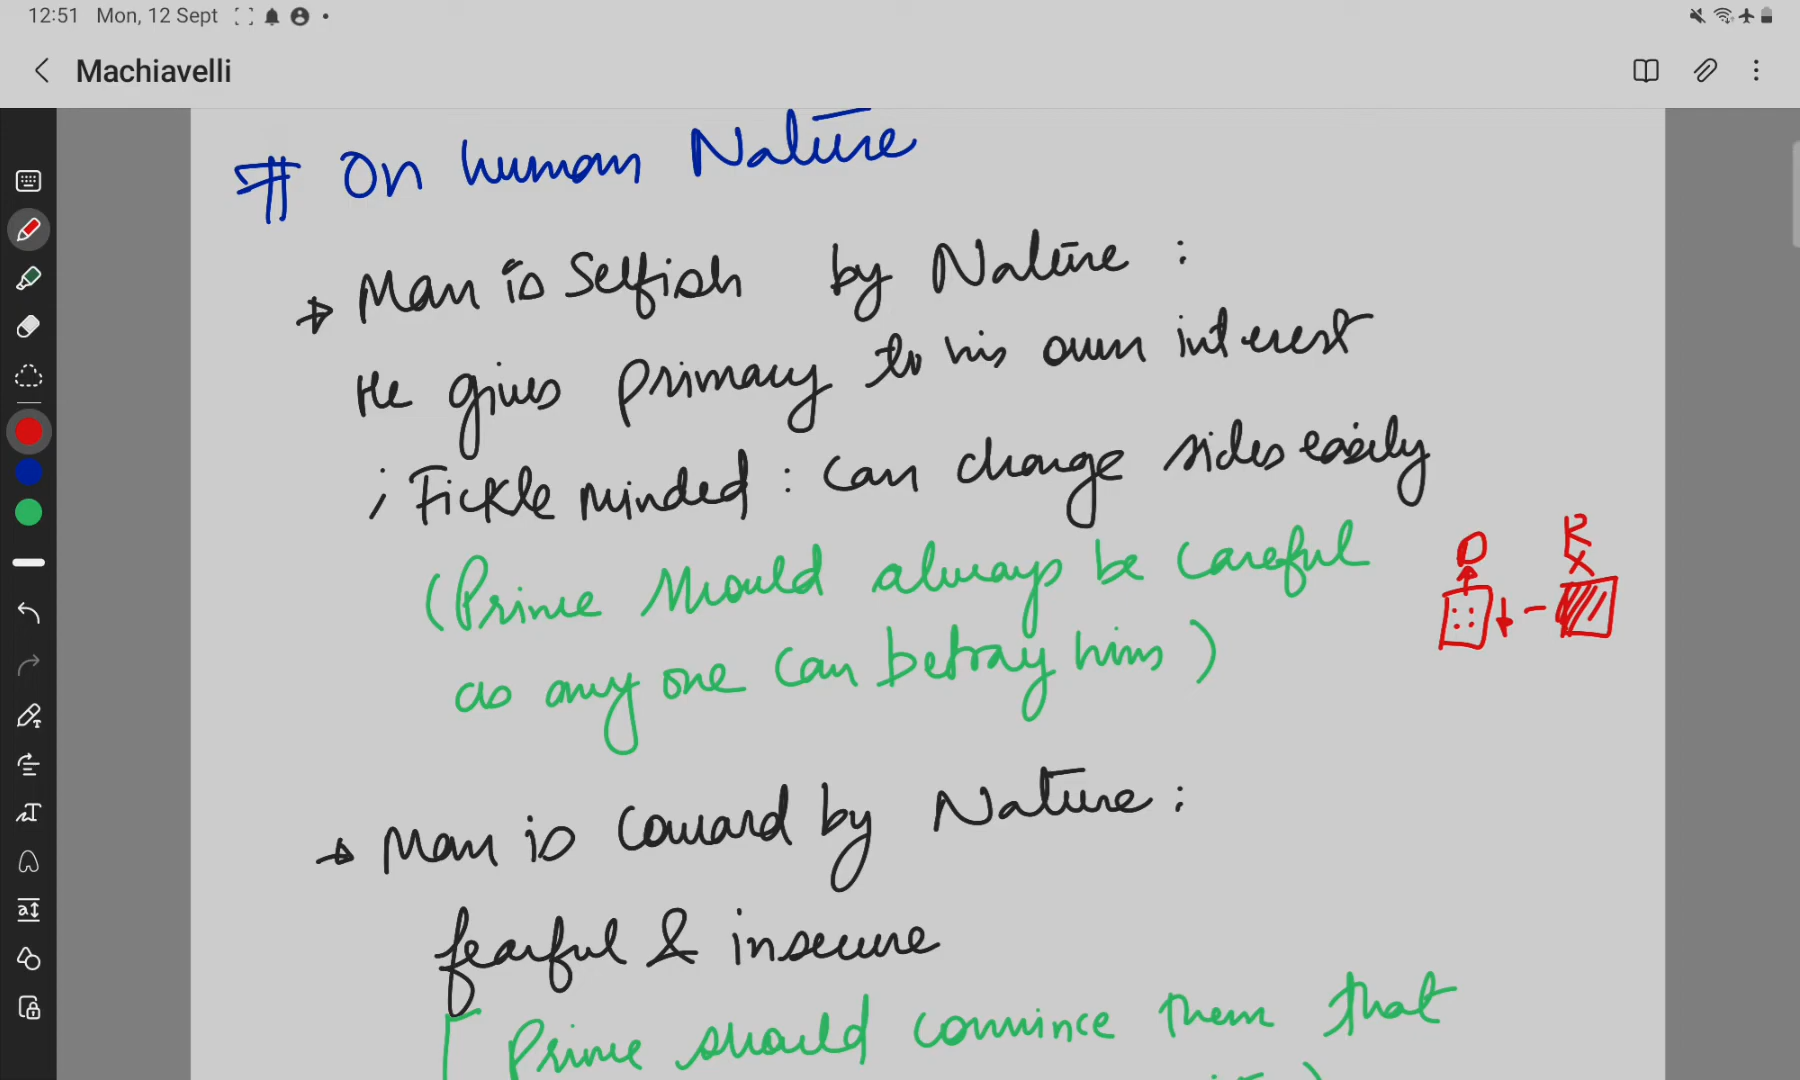 12:51 Mon, 12 Sept
Machiavelli
# On human Nature
→ Man is Selfish by Nature :
He gives primacy to his own interest
; Fickle minded : can change sides easily
(Prince should always be careful
as any one can betray him)
D R
X
→ Man is coward by Nature :
fearful & insecure
[ Prince should convince them that